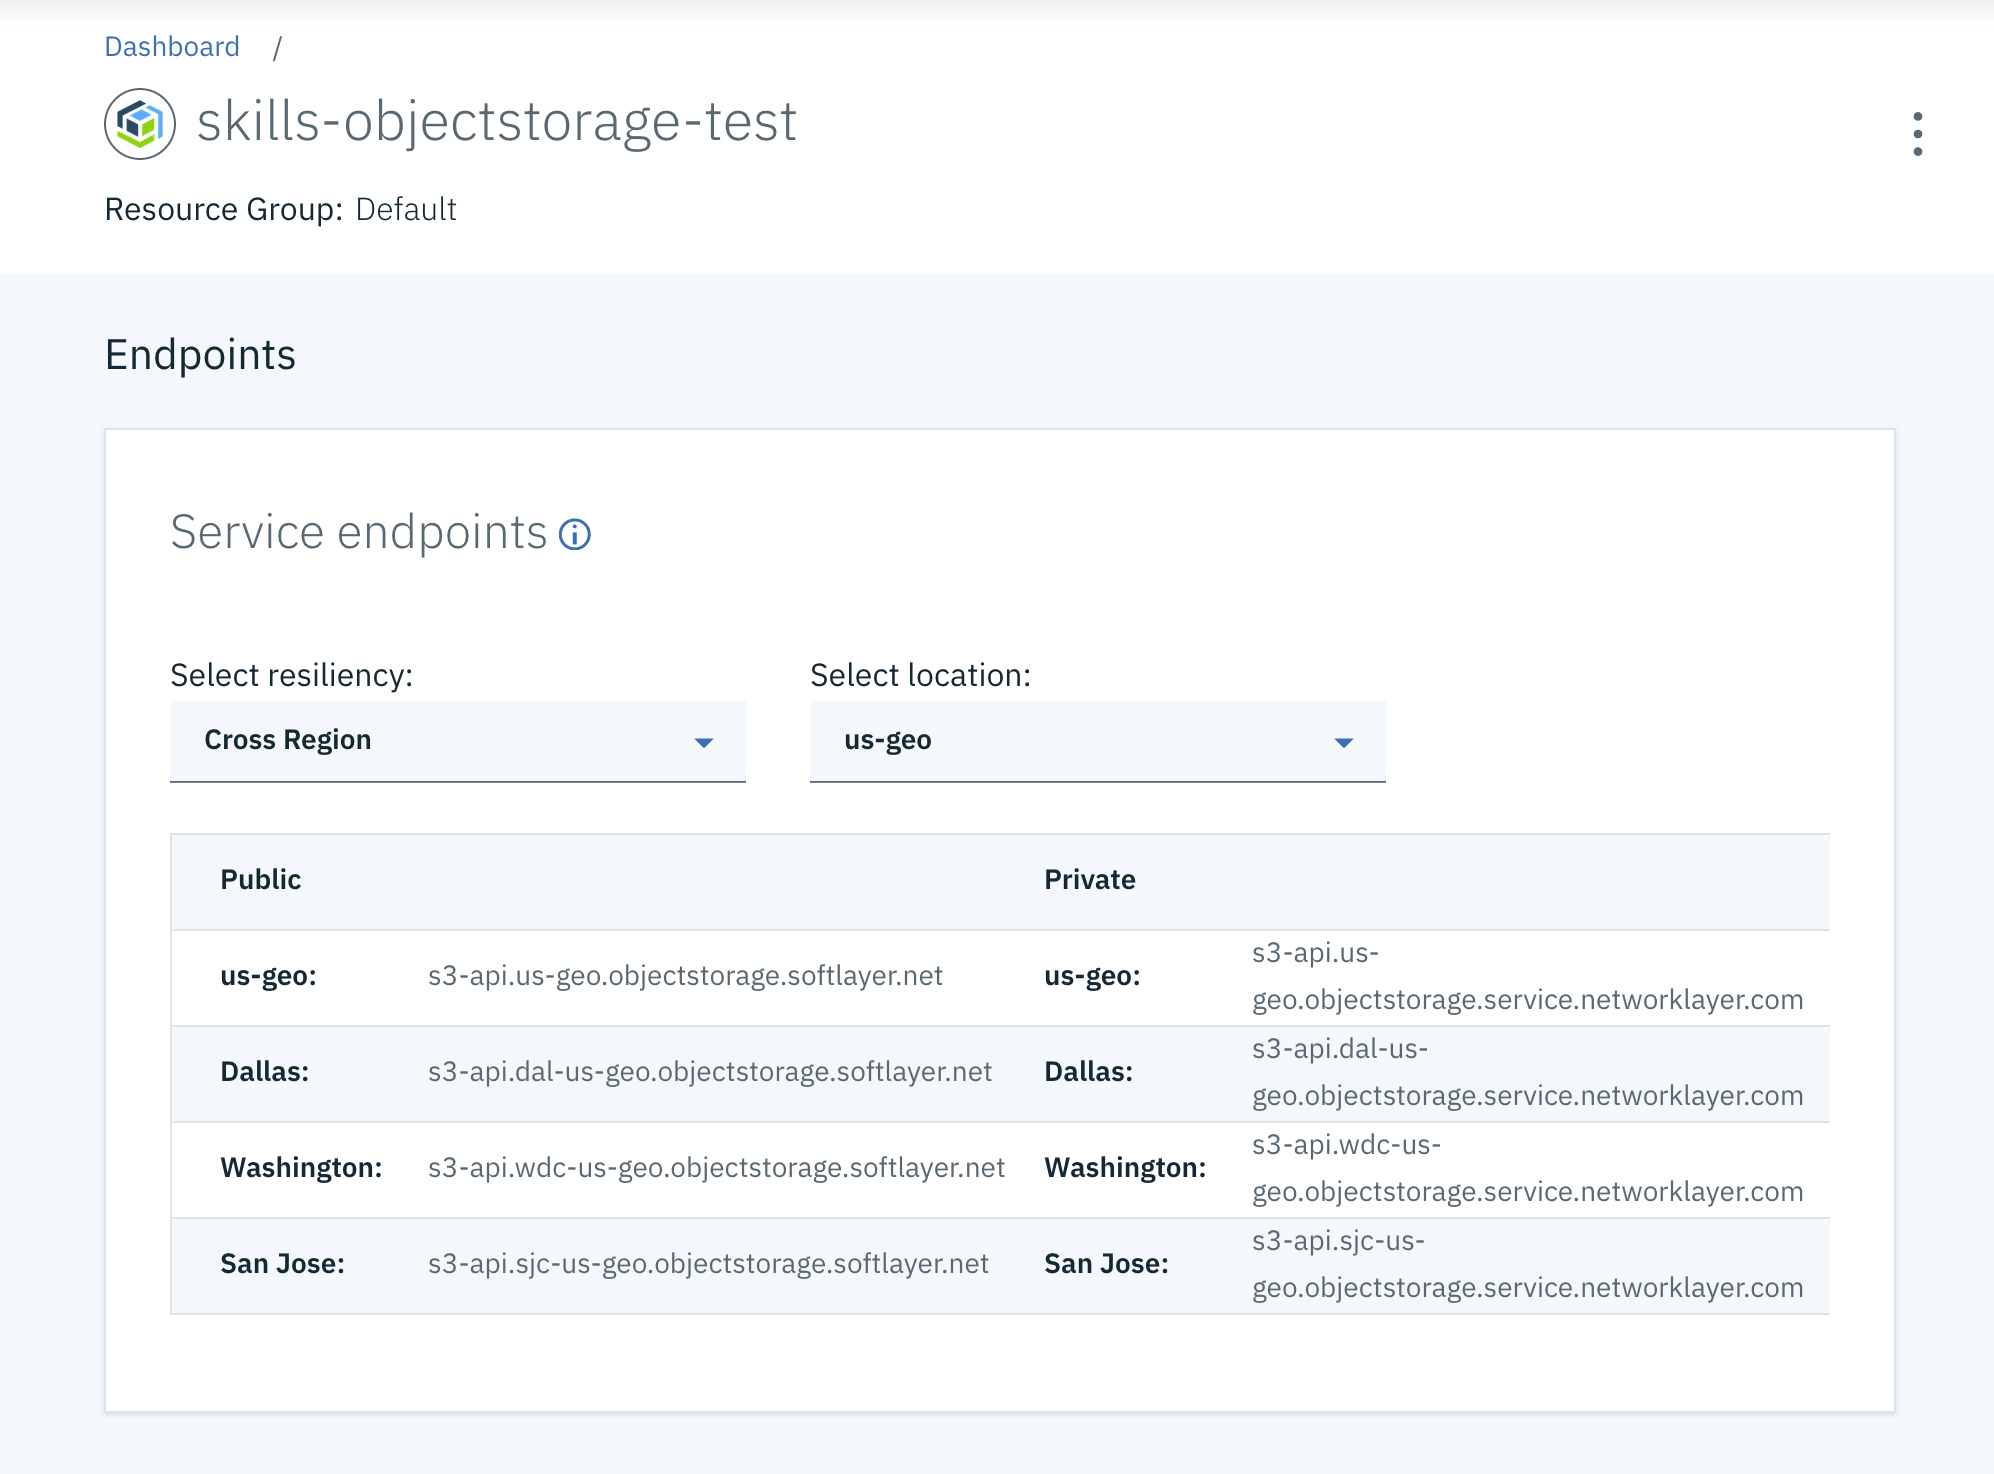 Dashboard /
skills-objectstorage-test
Resource Group: Default
Endpoints
Service endpoints
Select resiliency: Select location:
Cross Region us-geo
Public Private
us-geo: s3-api.us-geo.objectstorage.softlayer.net us-geo: s3-api.us-
geo.objectstorage.service.networklayer.com
Dallas: s3-api.dal-us-geo.objectstorage.softlayer.net Dallas: s3-api.dal-us-
geo.objectstorage.service.networklayer.com
Washington: s3-api.wdc-us-geo.objectstorage.softlayer.net Washington: s3-api.wdc-us-
geo.objectstorage.service.networklayer.com
San Jose: s3-api.sjc-us-geo.objectstorage.softlayer.net San Jose: s3-api.sjc-us-
geo.objectstorage.service.networklayer.com